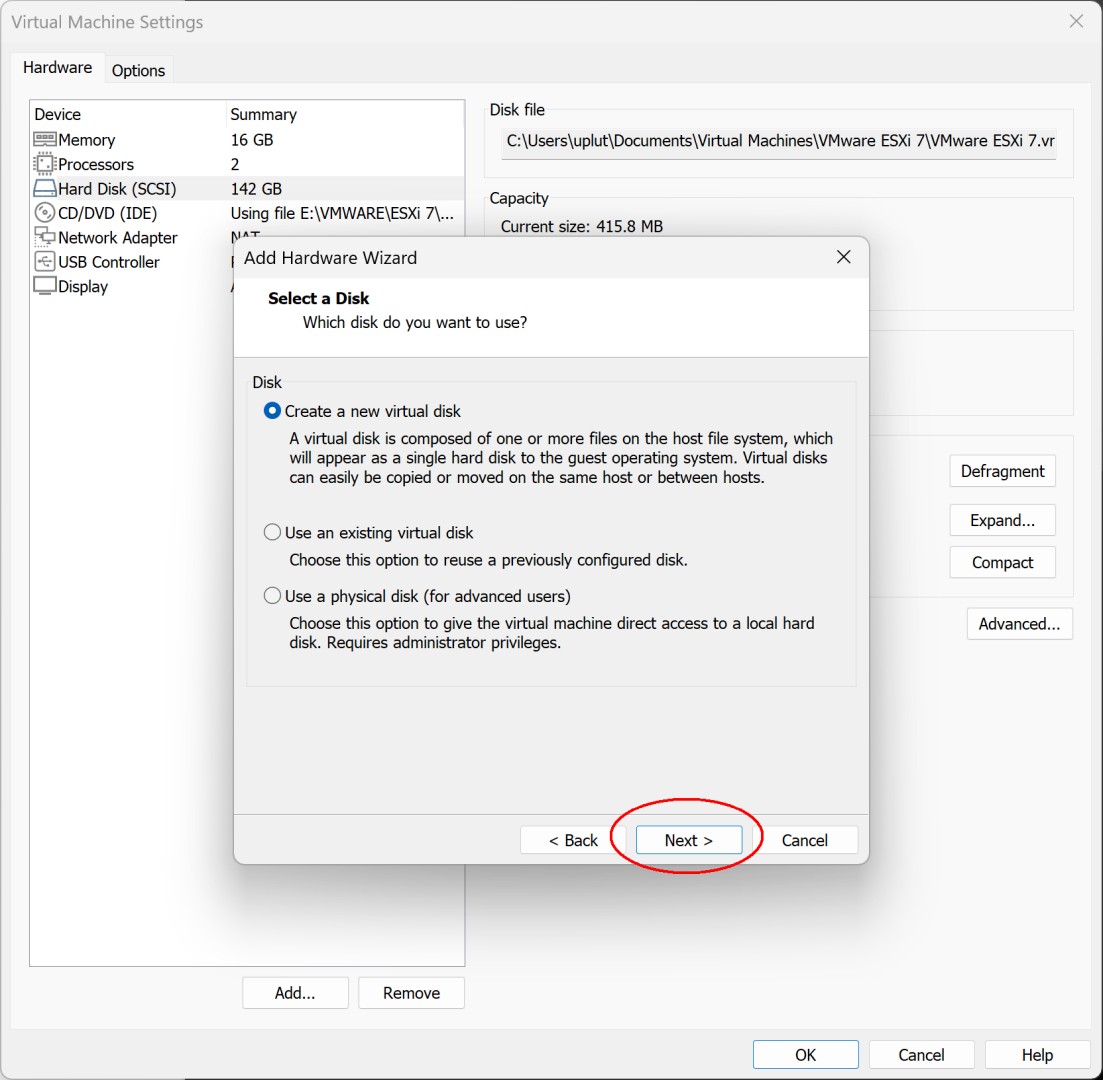 Virtual Machine Settings
Hardware
Options
Device Summary
Memory 16 GB
Processors 2
Hard Disk (SCSI) 142 GB
CD/DVD (IDE) Using file E:\VMWARE\ESXi 7\...
Network Adapter NAT
USB Controller
Display
Disk file
C:\Users\uplut\Documents\Virtual Machines\VMware ESXi 7\VMware ESXi 7.vr
Capacity
Current size: 415.8 MB
Add Hardware Wizard
Select a Disk
Which disk do you want to use?
Disk
Create a new virtual disk
A virtual disk is composed of one or more files on the host file system, which
will appear as a single hard disk to the guest operating system. Virtual disks
can easily be copied or moved on the same host or between hosts.
Use an existing virtual disk
Choose this option to reuse a previously configured disk.
Use a physical disk (for advanced users)
Choose this option to give the virtual machine direct access to a local hard
disk. Requires administrator privileges.
< Back
Next >
Cancel
Defragment
Expand...
Compact
Advanced...
Add...
Remove
OK
Cancel
Help